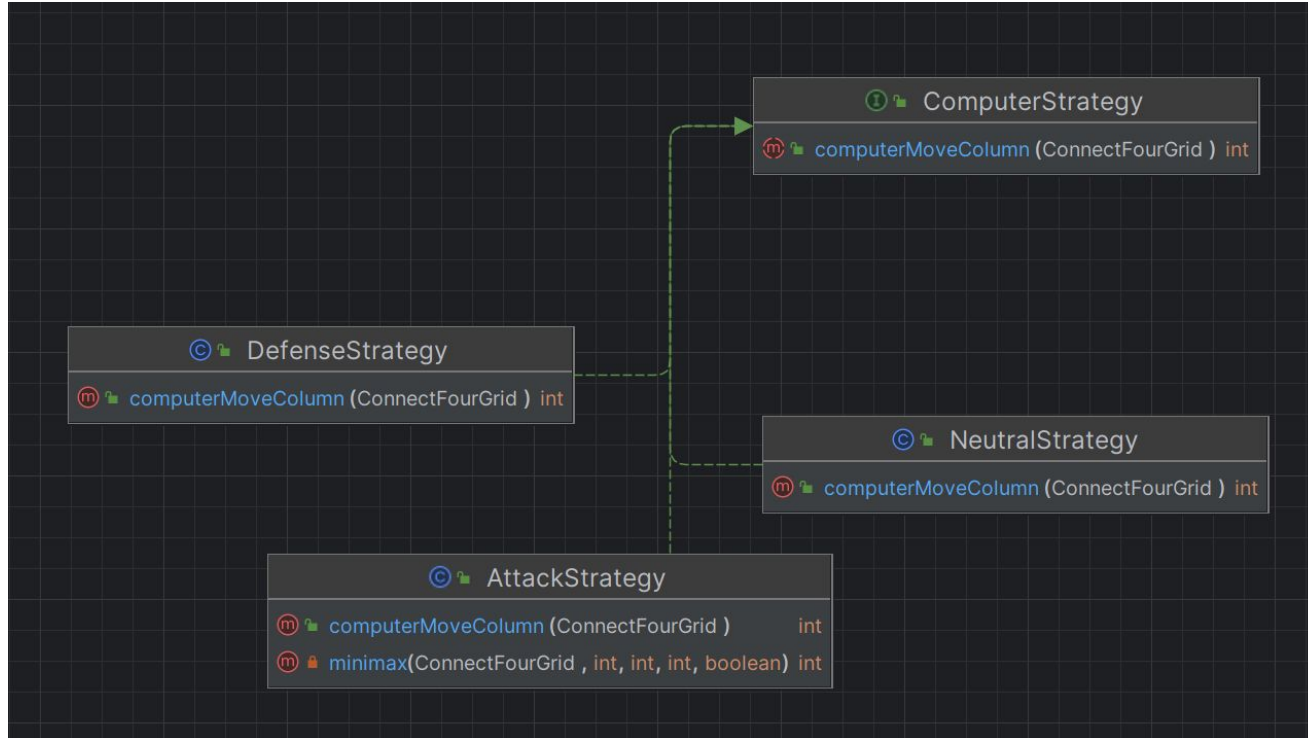 ComputerStrategy
computerMoveColumn (ConnectFourGrid ) int
DefenseStrategy
computerMoveColumn (ConnectFourGrid ) int
NeutralStrategy
computerMoveColumn (ConnectFourGrid ) int
AttackStrategy
computerMoveColumn (ConnectFourGrid ) int
minimax(ConnectFourGrid , int, int, int, boolean) int